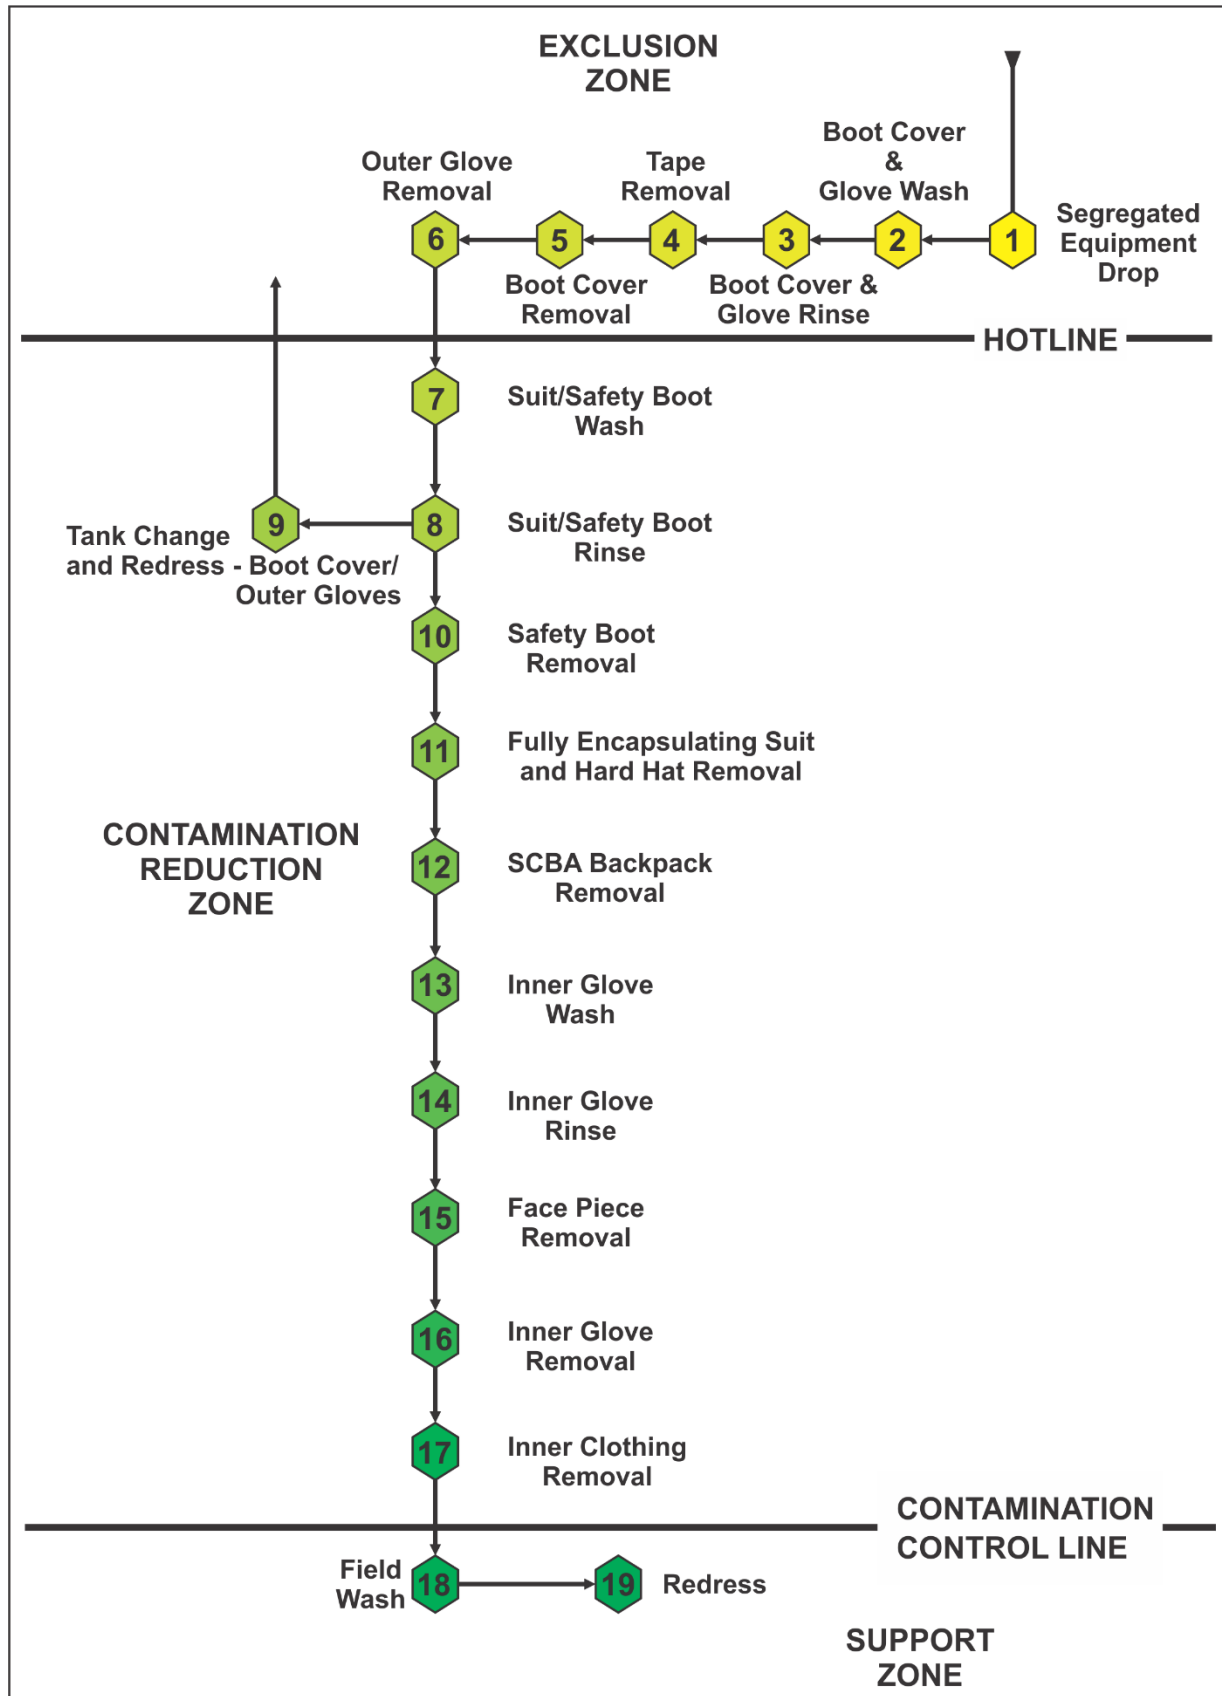 EXCLUSION
ZONE
Boot Cover
&
Glove Wash
Outer Glove
Removal
Tape
Removal
Segregated
Equipment
Drop
6
5
4
3
2
1
Boot Cover
Removal
Boot Cover &
Glove Rinse
HOTLINE
7
Suit/Safety Boot
Wash
9
8
Suit/Safety Boot
Rinse
Tank Change
and Redress - Boot Cover/
Outer Gloves
10
Safety Boot
Removal
11
Fully Encapsulating Suit
and Hard Hat Removal
CONTAMINATION
REDUCTION
ZONE
12
SCBA Backpack
Removal
13
Inner Glove
Wash
14
Inner Glove
Rinse
15
Face Piece
Removal
16
Inner Glove
Removal
17
Inner Clothing
Removal
CONTAMINATION
CONTROL LINE
Field
Wash
18
19
Redress
SUPPORT
ZONE